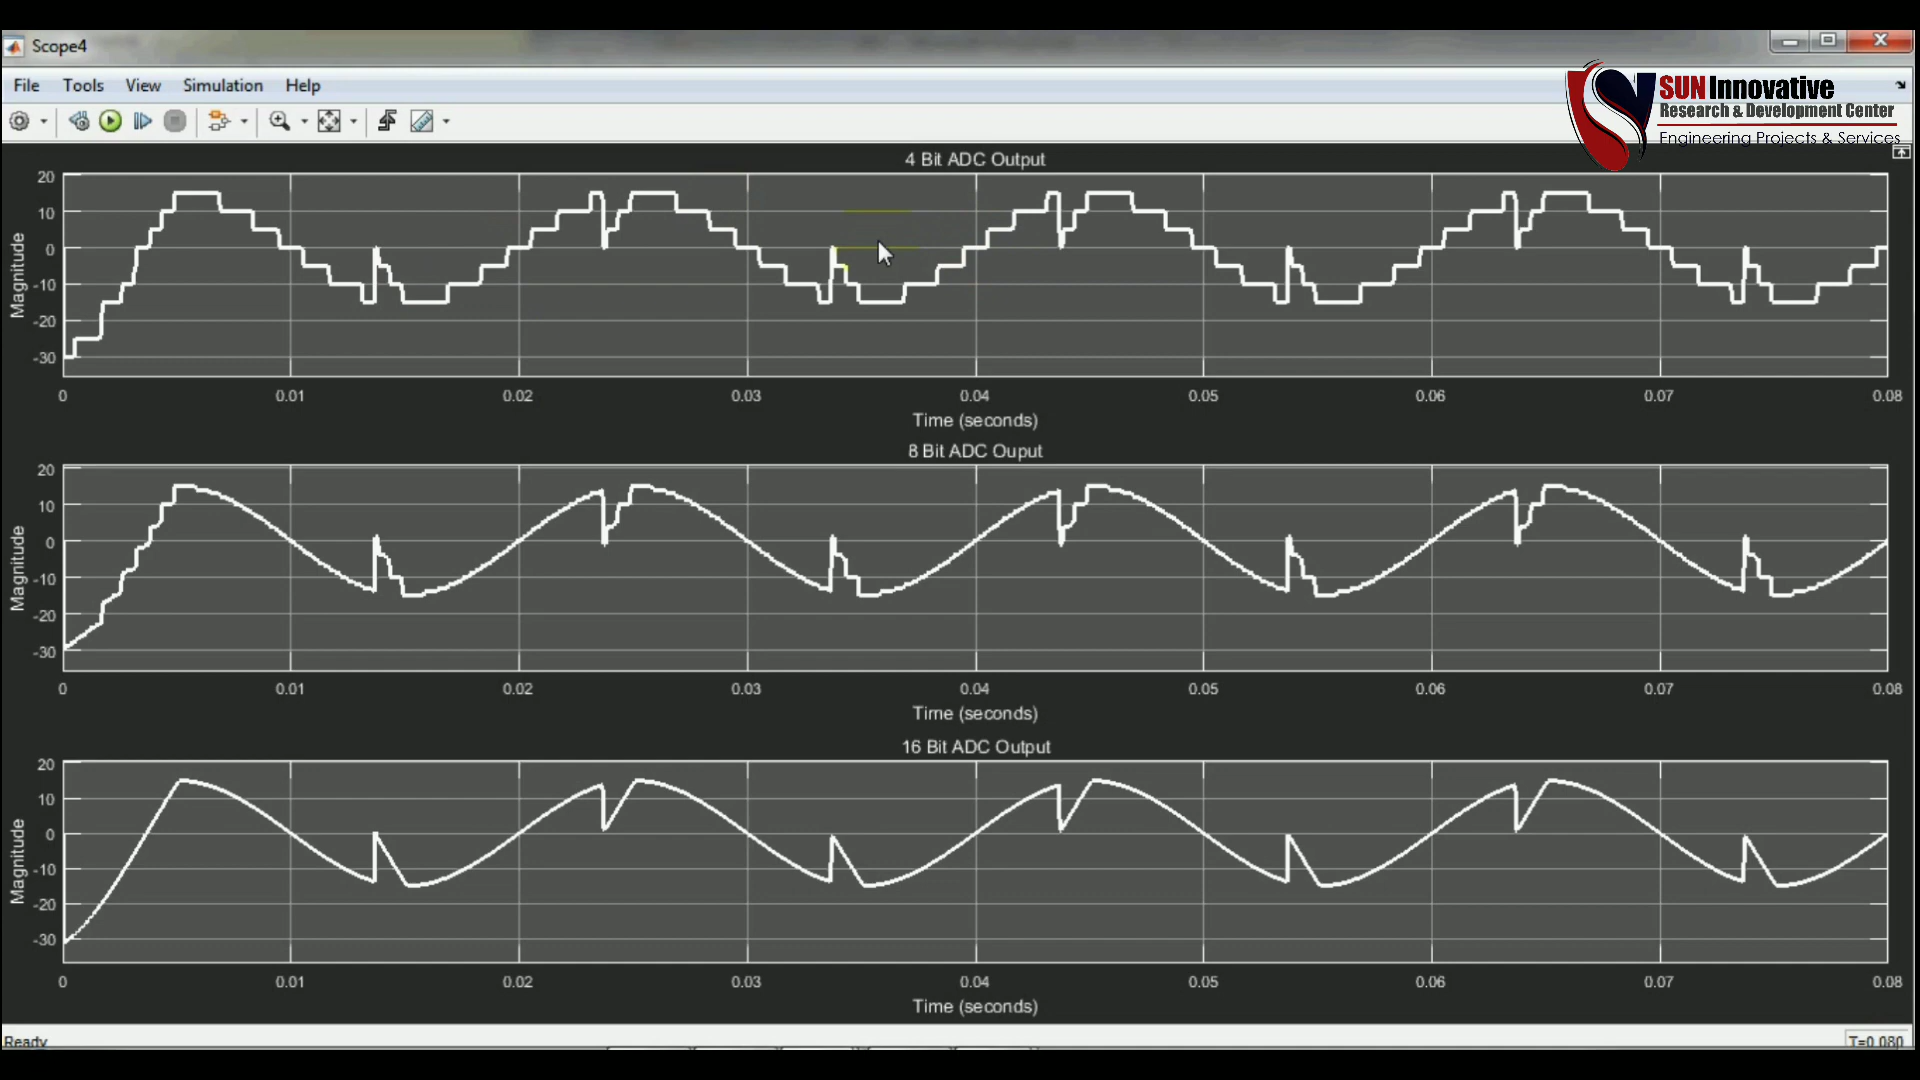 Scope4
File Tools View Simulation Help
SUN Innovative
Research & Development Center
Engineering Projects & Services
4 Bit ADC Output
20
10
0
-10
-20
-30
Magnitude
0 0.01 0.02 0.03 0.04 0.05 0.06 0.07 0.08
Time (seconds)
8 Bit ADC Ouput
20
10
0
-10
-20
-30
Magnitude
0 0.01 0.02 0.03 0.04 0.05 0.06 0.07 0.08
Time (seconds)
16 Bit ADC Output
20
10
0
-10
-20
-30
Magnitude
0 0.01 0.02 0.03 0.04 0.05 0.06 0.07 0.08
Time (seconds)
Ready T=0.080